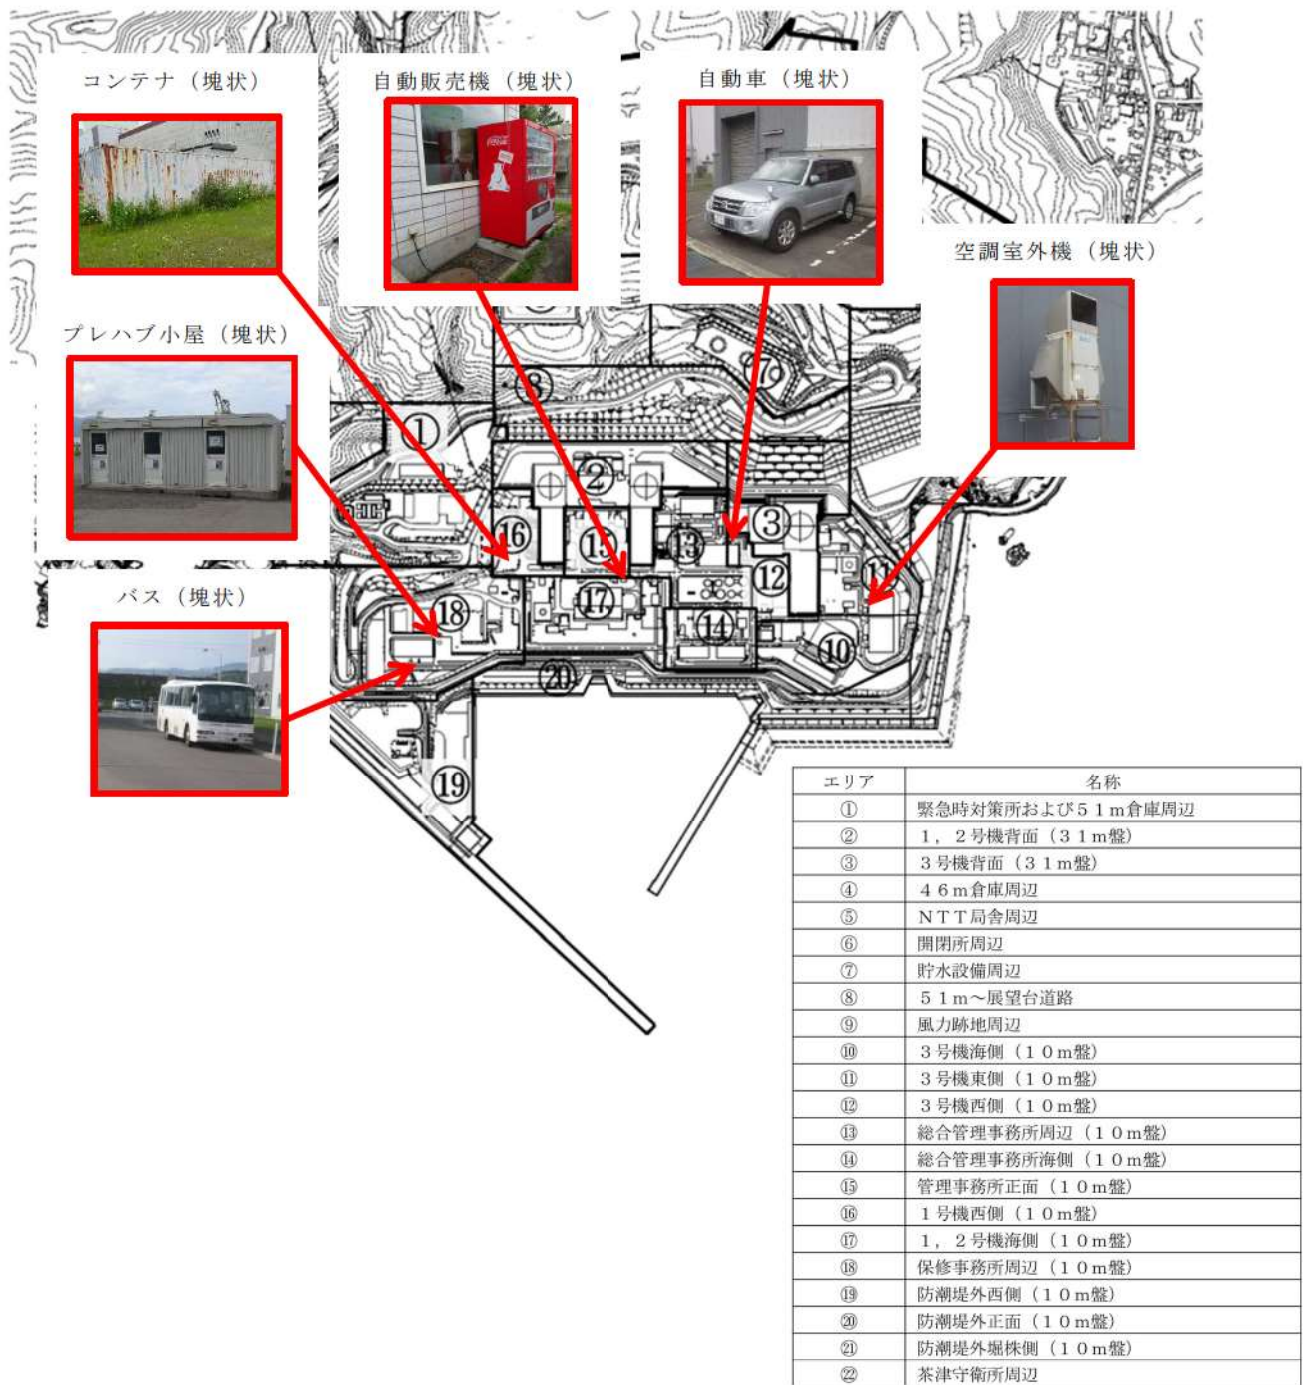 コンテナ（塊状）
自動販売機（塊状）
自動車（塊状）
空調室外機（塊状）
プレハブ小屋（塊状）
バス（塊状）
Coca-Cola
①
②
③
⑦
⑧
⑩
⑪
⑫
⑬
⑭
⑮
⑯
⑰
⑱
⑲
⑳
エリア 名称
① 緊急時対策所および５１ｍ倉庫周辺
② １，２号機背面（３１ｍ盤）
③ ３号機背面（３１ｍ盤）
④ ４６ｍ倉庫周辺
⑤ ＮＴＴ局舎周辺
⑥ 開閉所周辺
⑦ 貯水設備周辺
⑧ ５１ｍ～展望台道路
⑨ 風力跡地周辺
⑩ ３号機海側（１０ｍ盤）
⑪ ３号機東側（１０ｍ盤）
⑫ ３号機西側（１０ｍ盤）
⑬ 総合管理事務所周辺（１０ｍ盤）
⑭ 総合管理事務所海側（１０ｍ盤）
⑮ 管理事務所正面（１０ｍ盤）
⑯ １号機西側（１０ｍ盤）
⑰ １，２号機海側（１０ｍ盤）
⑱ 保修事務所周辺（１０ｍ盤）
⑲ 防潮堤外西側（１０ｍ盤）
⑳ 防潮堤外正面（１０ｍ盤）
㉑ 防潮堤外堀株側（１０ｍ盤）
㉒ 茶津守衛所周辺